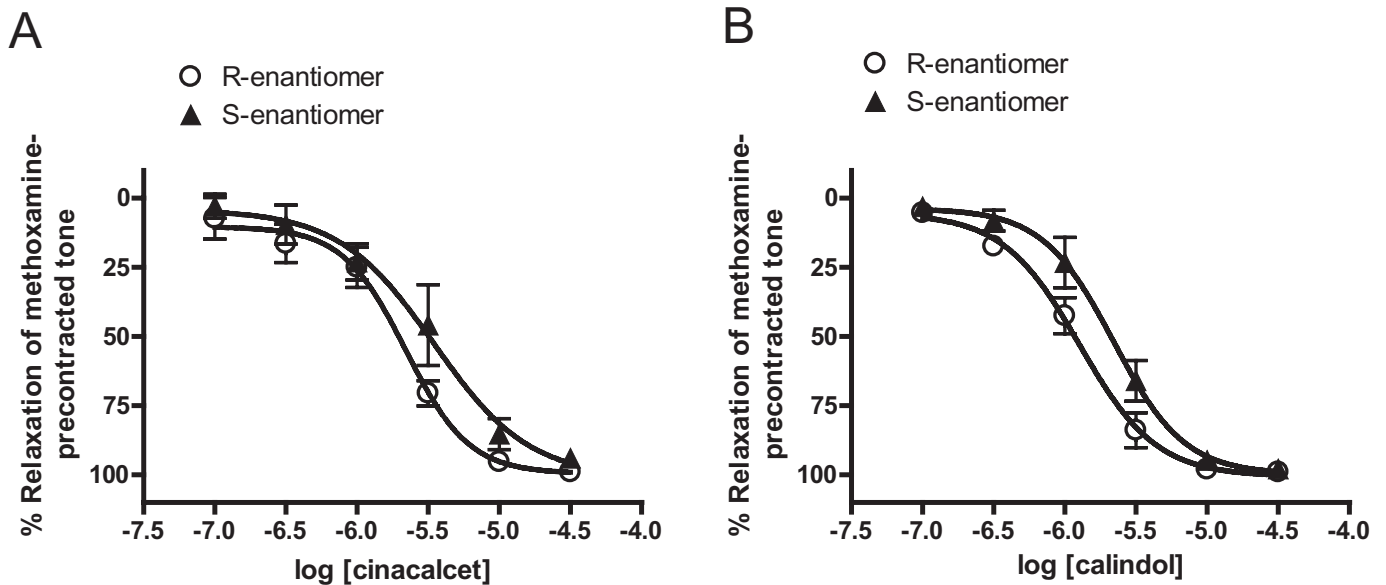 A
R-enantiomer
S-enantiomer
% Relaxation of methoxamine-
precontracted tone
0
25
50
75
100
-7.5 -7.0 -6.5 -6.0 -5.5 -5.0 -4.5 -4.0
log [cinacalcet]
B
R-enantiomer
S-enantiomer
% Relaxation of methoxamine-
precontracted tone
0
25
50
75
100
-7.5 -7.0 -6.5 -6.0 -5.5 -5.0 -4.5 -4.0
log [calindol]